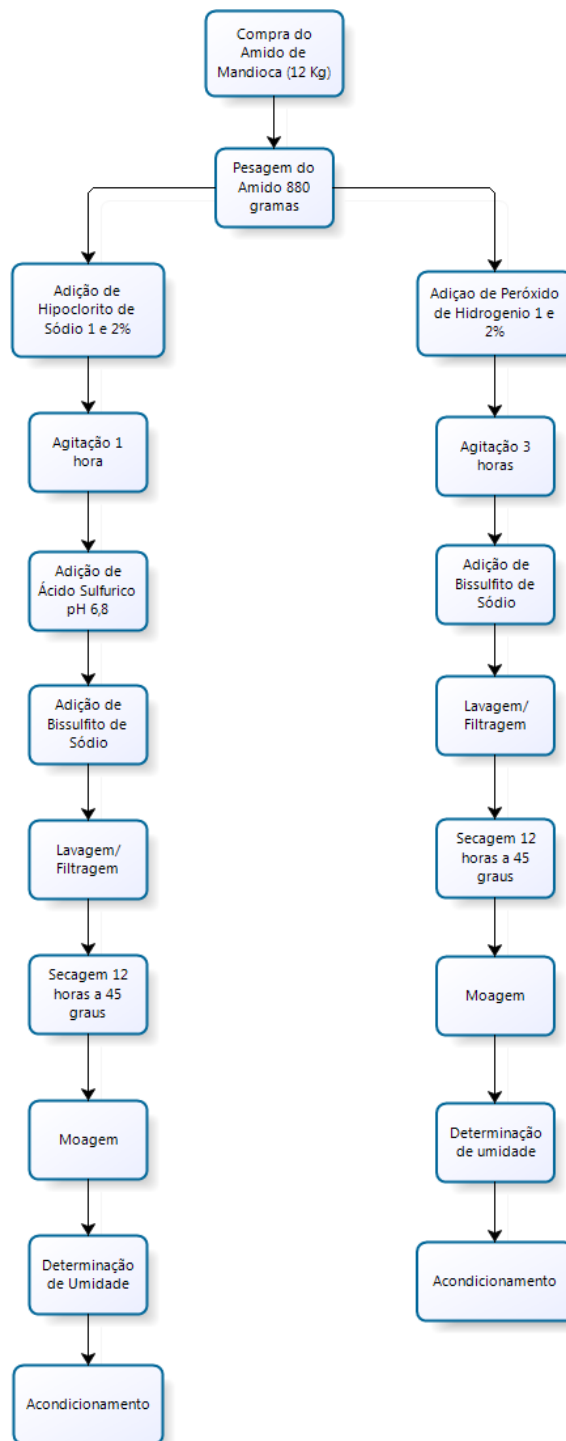 Compra do
Amido de
Mandioca (12 Kg)
Pesagem do
Amido 880
gramas
Adição de
Hipoclorito de
Sódio 1 e 2%
Agitação 1
hora
Adição de
Ácido Sulfurico
pH 6,8
Adição de
Bissulfito de
Sódio
Lavagem/
Filtragem
Secagem 12
horas a 45
graus
Moagem
Determinação
de Umidade
Acondicionamento
Adiçao de Peróxido
de Hidrogenio 1 e
2%
Agitação 3
horas
Adição de
Bissulfito de
Sódio
Lavagem/
Filtragem
Secagem 12
horas a 45
graus
Moagem
Determinação
de umidade
Acondicionamento